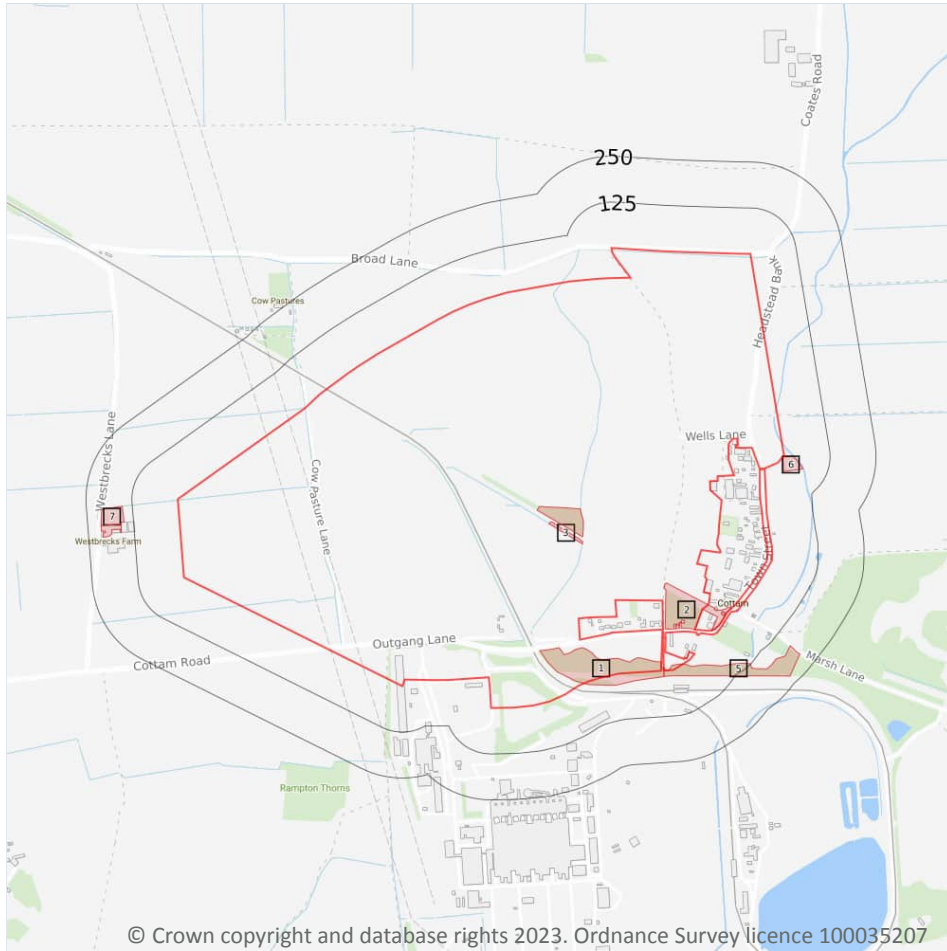 Coates Road
250
125
Headstead Bank
Broad Lane
Cow Pastures
Westbrecks Lane
Wells Lane
Cow Pasture Lane
6
7
3
Westbrecks Farm
Town Street
2
Cottam
Outgang Lane
Cottam Road
1
5
Marsh Lane
Rampton Thorns
© Crown copyright and database rights 2023. Ordnance Survey licence 100035207